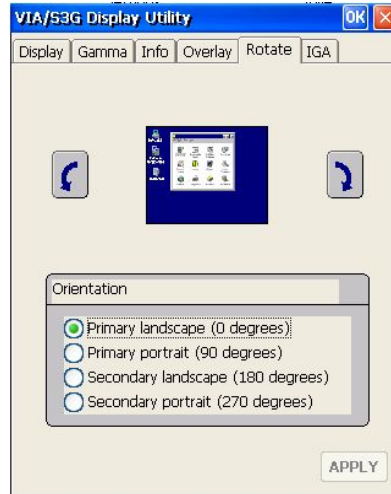 VIA/S3G Display Utility OK
Display Gamma Info Overlay Rotate IGA
Orientation
Primary landscape (0 degrees)
Primary portrait (90 degrees)
Secondary landscape (180 degrees)
Secondary portrait (270 degrees)
APPLY